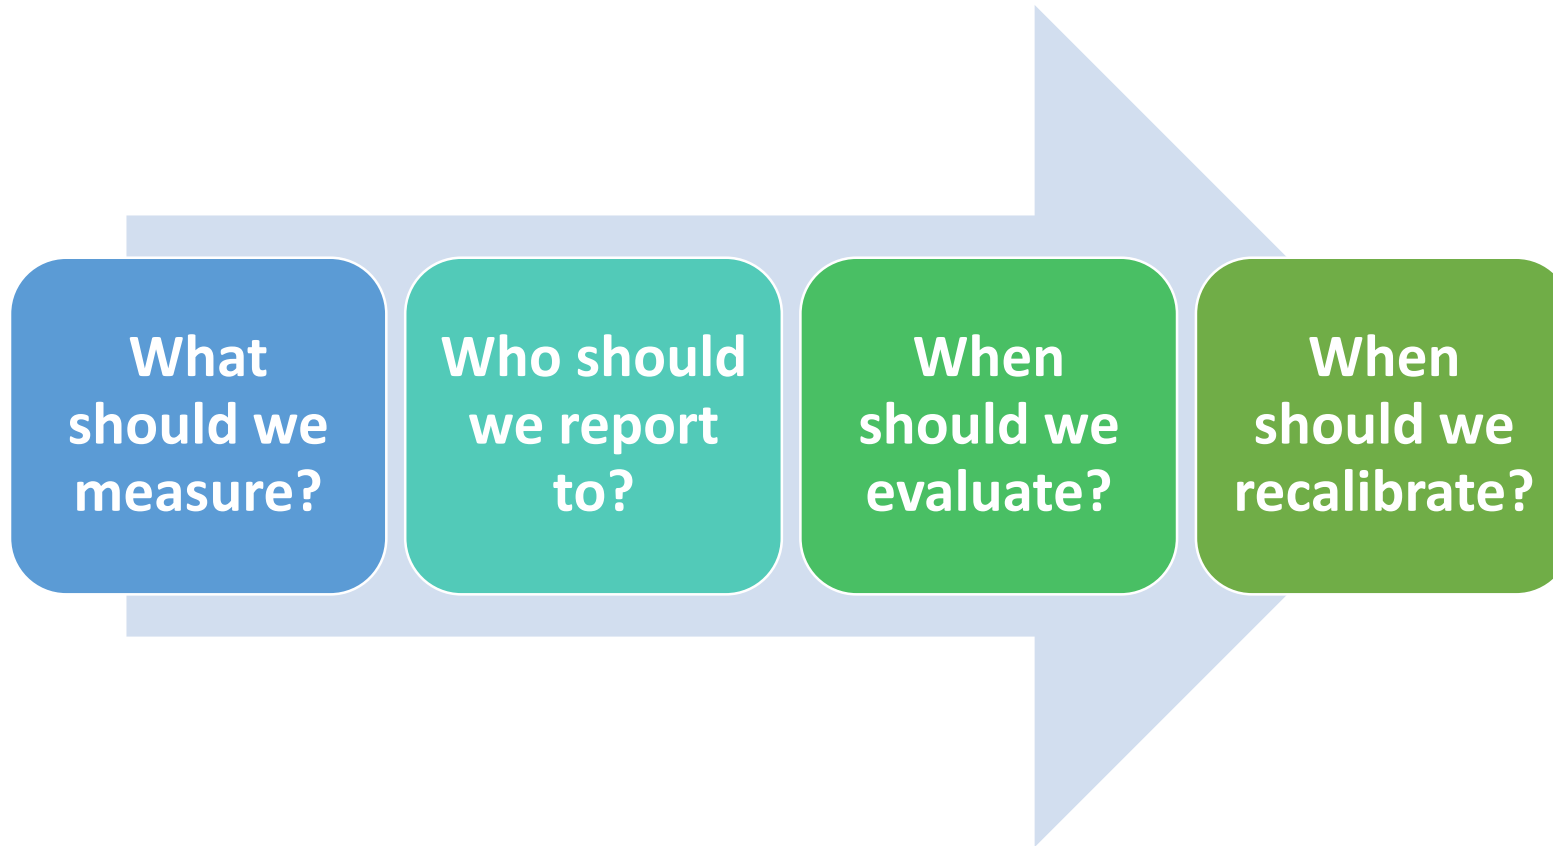 What
should we
measure?
Who should
we report
to?
When
should we
evaluate?
When
should we
recalibrate?